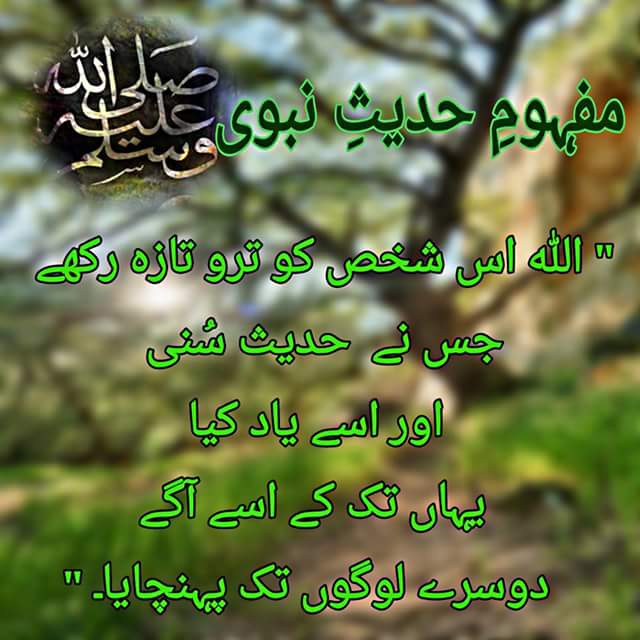 مفہومِ حدیثِ نبوی
صلی اللہ
علیہ
وسلم
" اللہ اس شخص کو ترو تازہ رکھے
جس نے حدیث سُنی
اور اسے یاد کیا
یہاں تک کے اسے آگے
دوسرے لوگوں تک پہنچایا۔ "